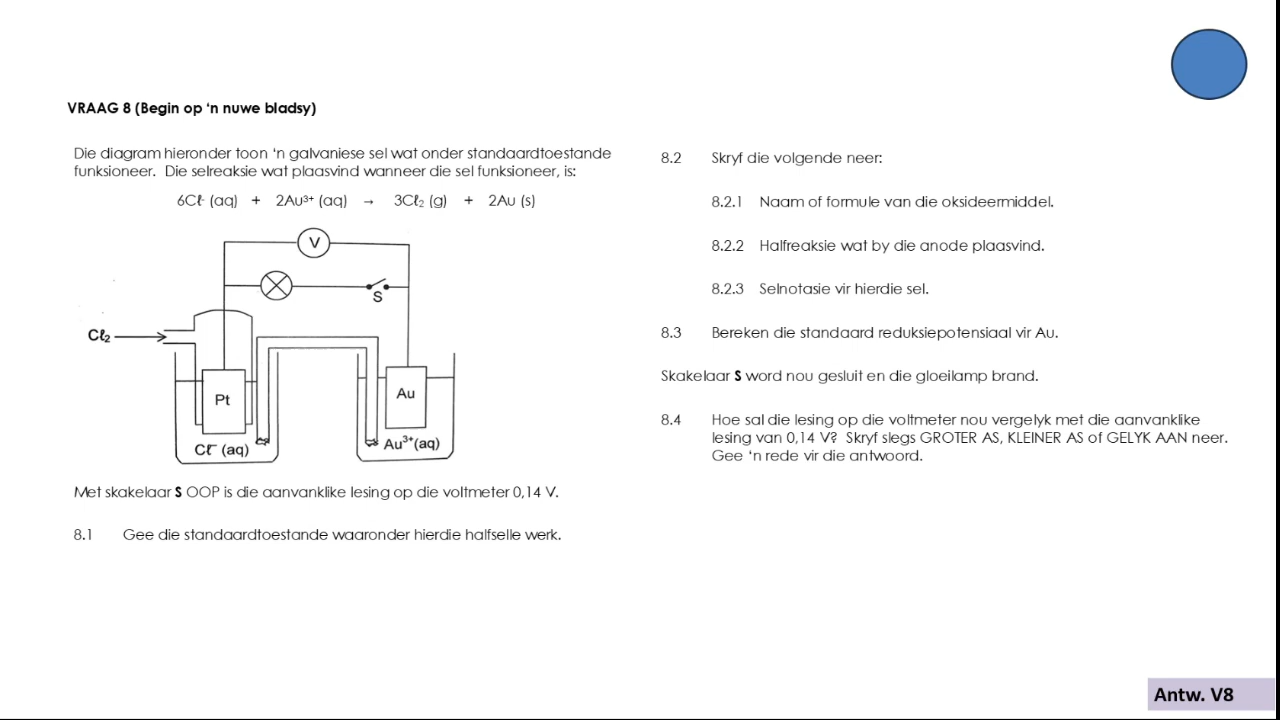 VRAAG 8 (Begin op ‘n nuwe bladsy)
Die diagram hieronder toon ‘n galvaniese sel wat onder standaardtoestande
funksioneer. Die selreaksie wat plaasvind wanneer die sel funksioneer, is:
6Cℓ⁻ (aq) + 2Au³⁺ (aq) → 3Cℓ₂ (g) + 2Au (s)
V
S
Cℓ₂
Pt
Au
Cℓ⁻ (aq)
Au³⁺(aq)
Met skakelaar S OOP is die aanvanklike lesing op die voltmeter 0,14 V.
8.1 Gee die standaardtoestande waaronder hierdie halfselle werk.
8.2 Skryf die volgende neer:
8.2.1 Naam of formule van die oksideermiddel.
8.2.2 Halfreaksie wat by die anode plaasvind.
8.2.3 Selnotasie vir hierdie sel.
8.3 Bereken die standaard reduksiepotensiaal vir Au.
Skakelaar S word nou gesluit en die gloeilamp brand.
8.4 Hoe sal die lesing op die voltmeter nou vergelyk met die aanvanklike
lesing van 0,14 V? Skryf slegs GROTER AS, KLEINER AS of GELYK AAN neer.
Gee ‘n rede vir die antwoord.
Antw. V8